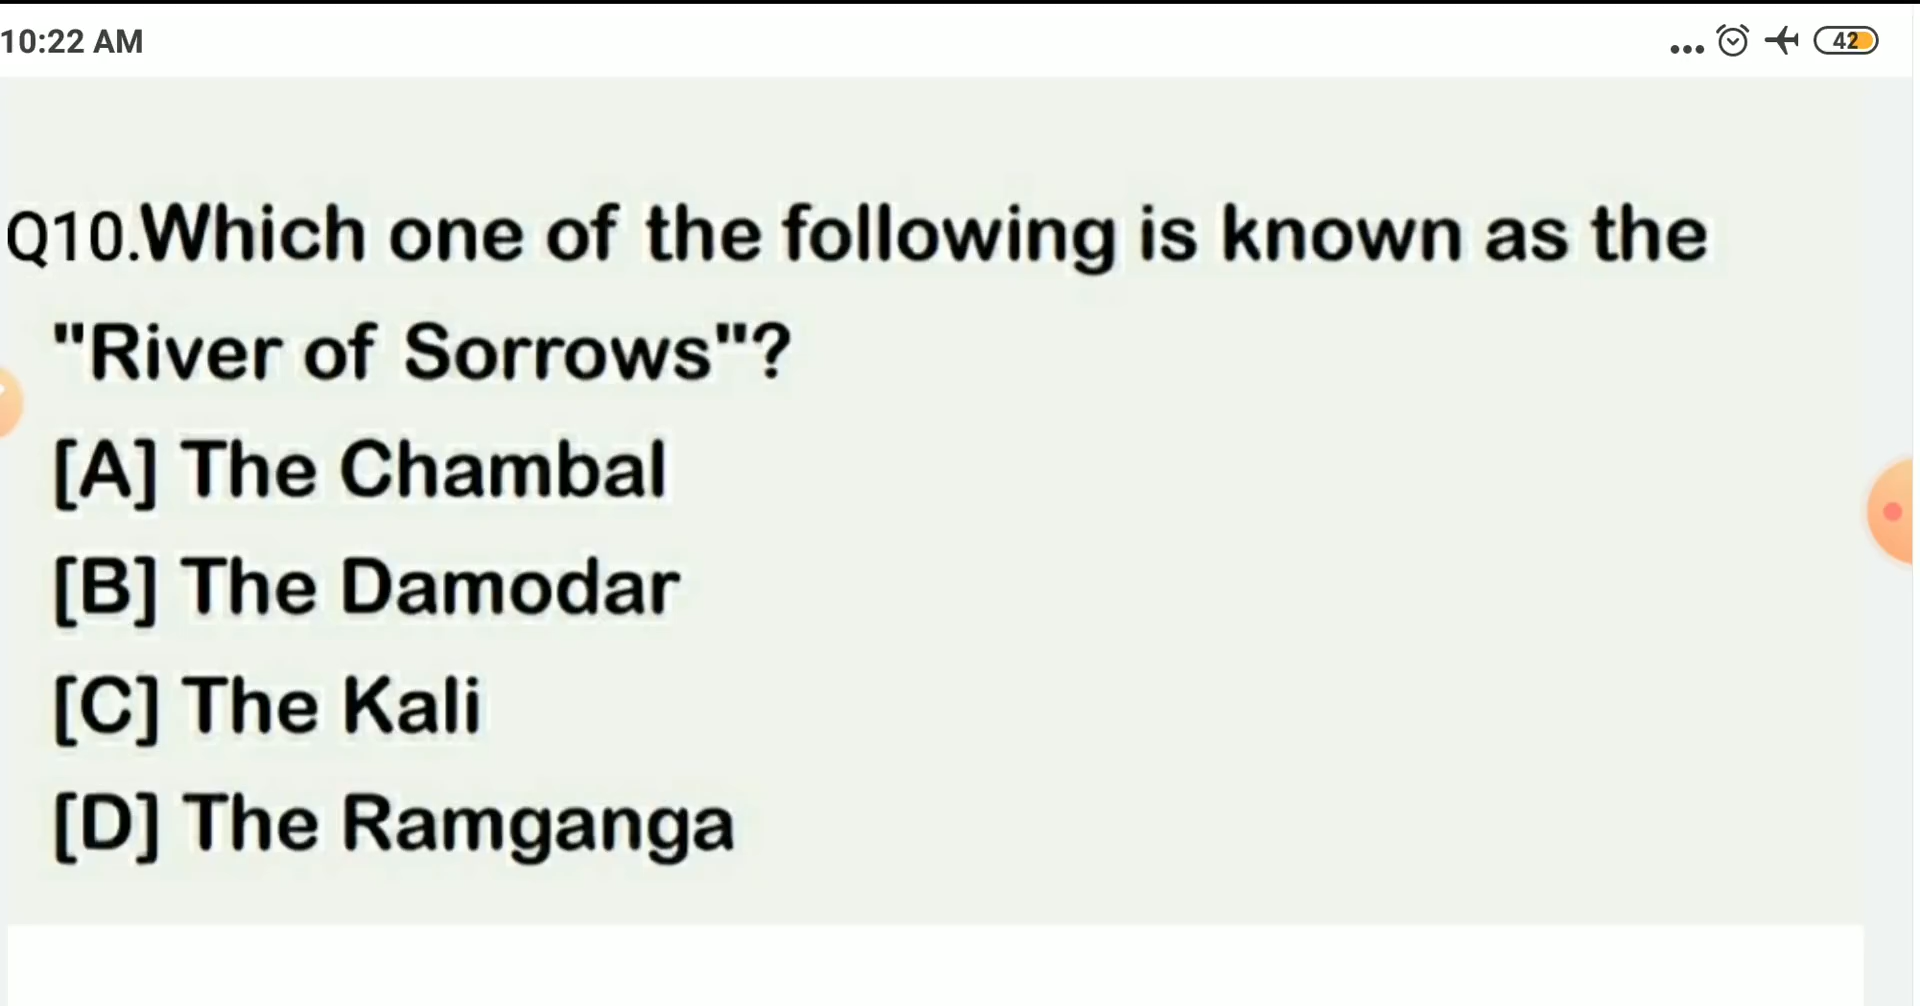 10:22 AM ... 42
Q10.Which one of the following is known as the
"River of Sorrows"?
[A] The Chambal
[B] The Damodar
[C] The Kali
[D] The Ramganga